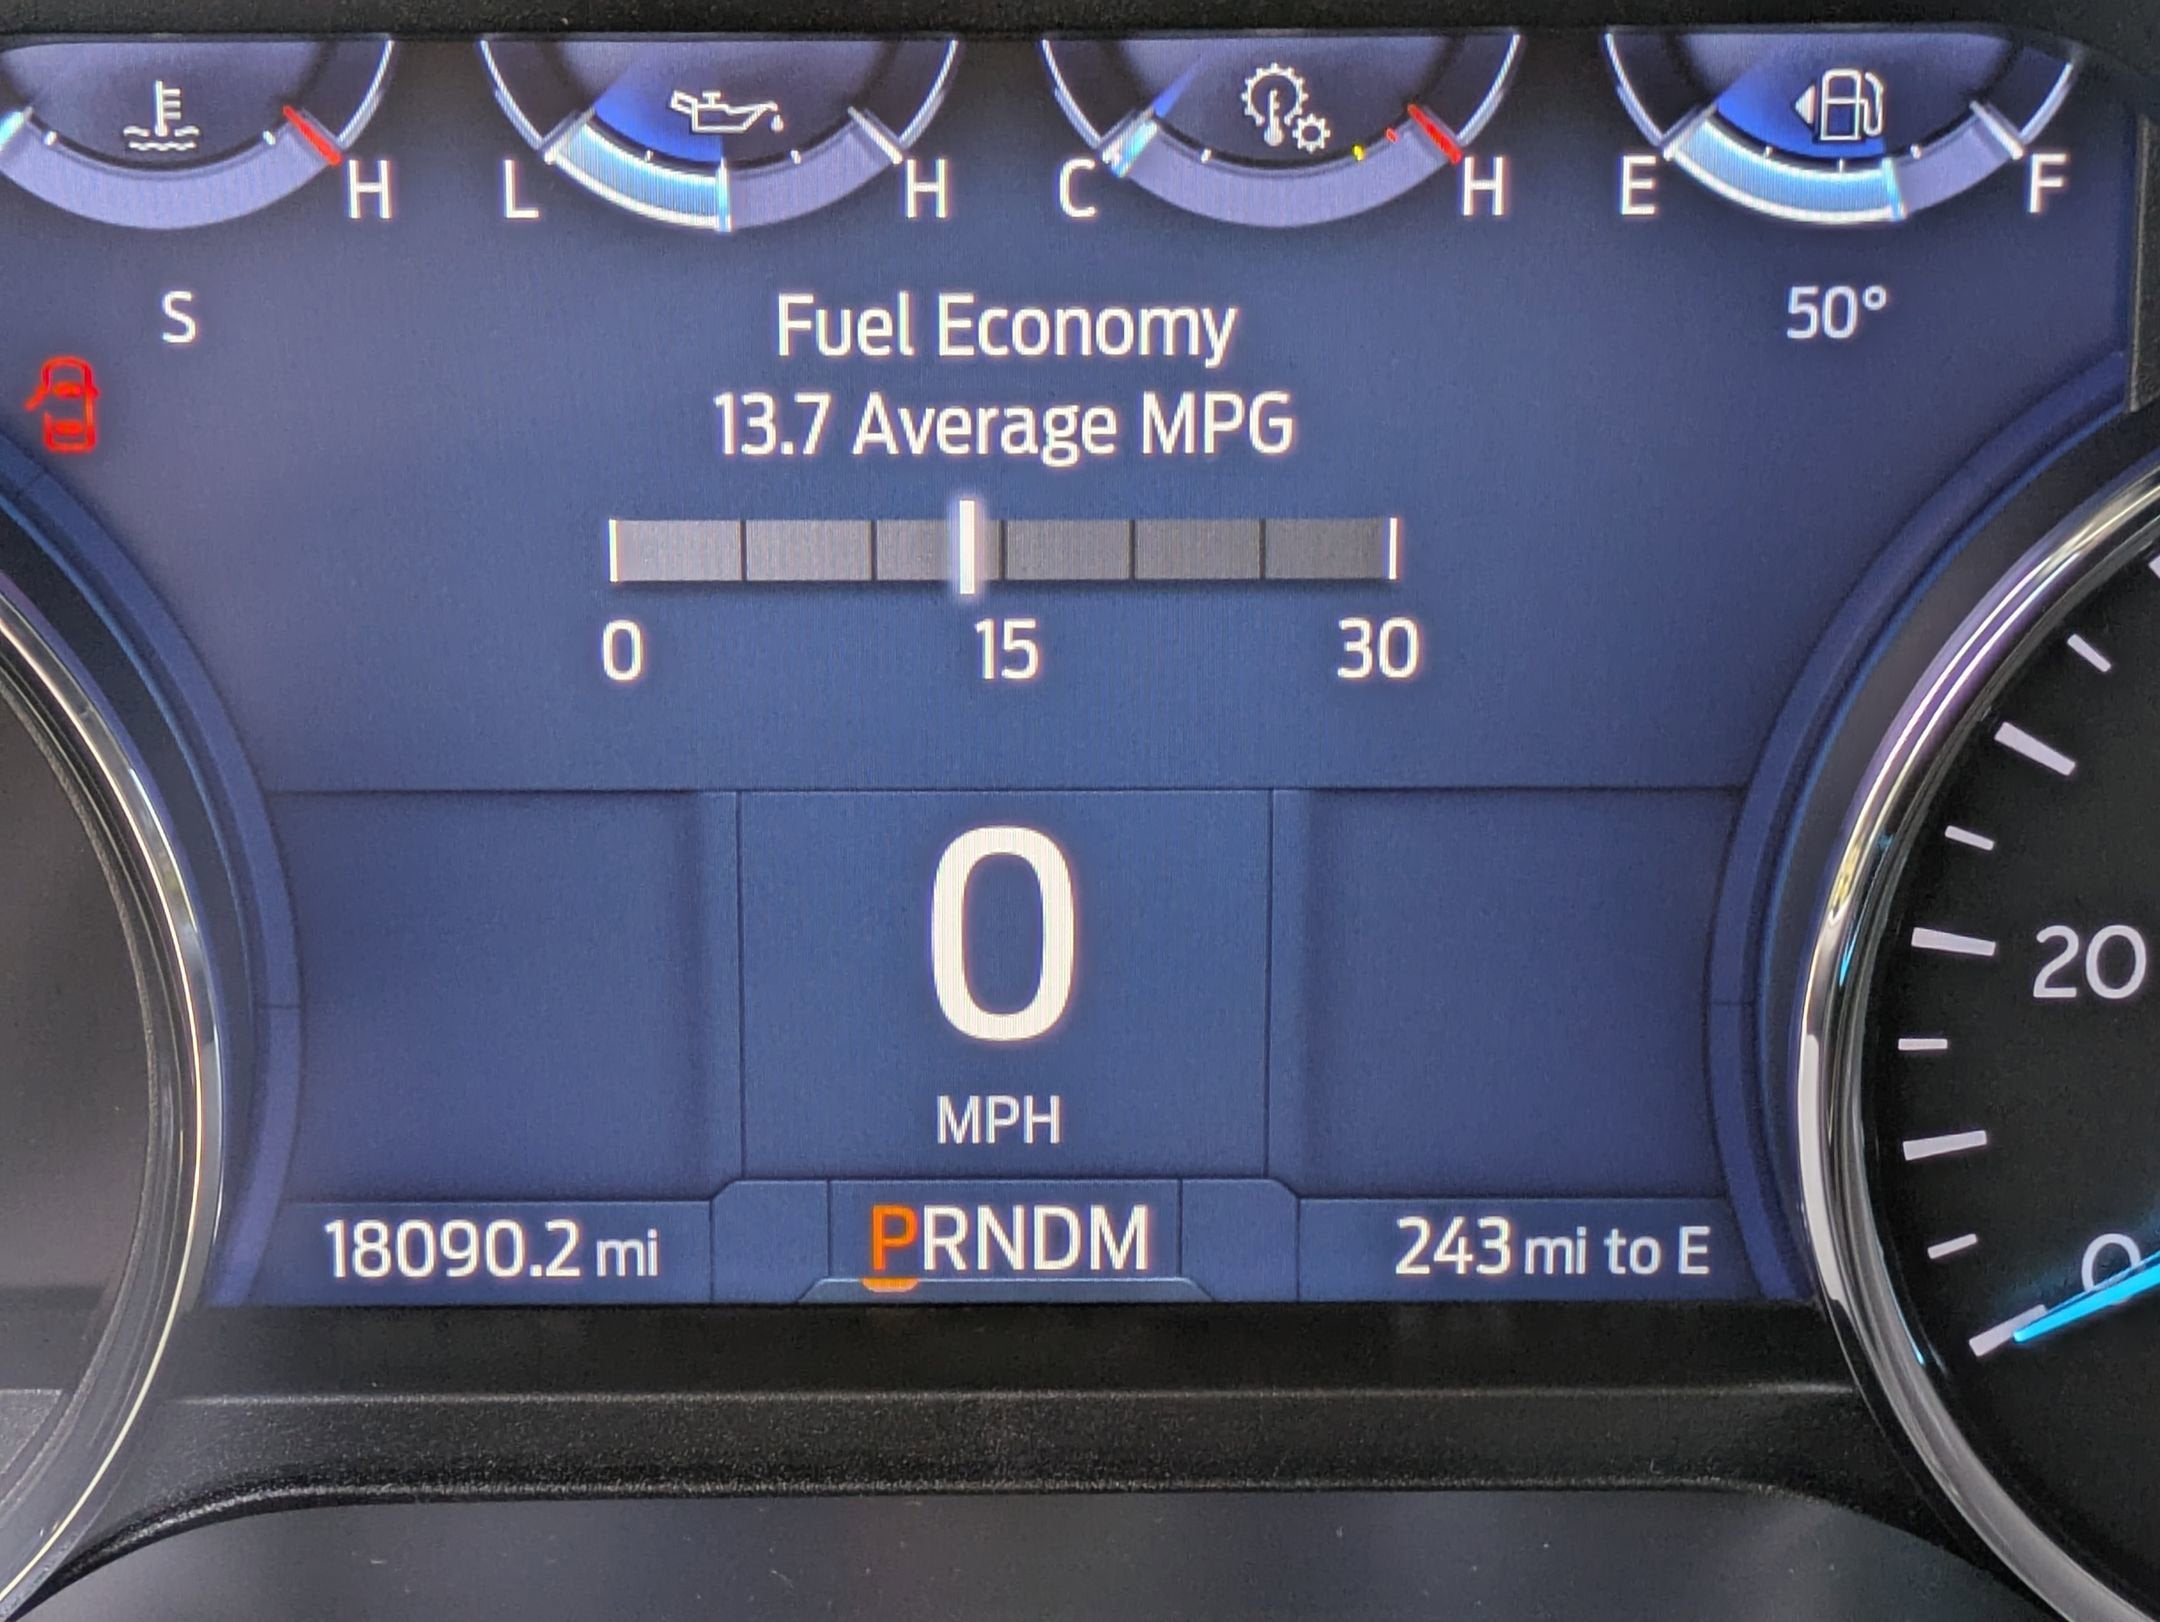 H L H C H E F
S 50°
Fuel Economy
13.7 Average MPG
0 15 30
0
MPH
18090.2 mi PRNDM 243 mi to E
20
0